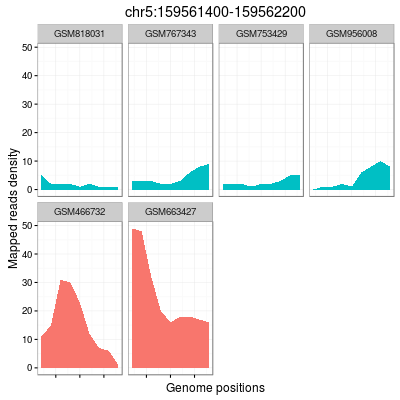 chr5:159561400-159562200
GSM818031 GSM767343 GSM753429 GSM956008
50
40
30
20
10
0
Mapped reads density
GSM466732 GSM663427
50
40
30
20
10
0
Genome positions